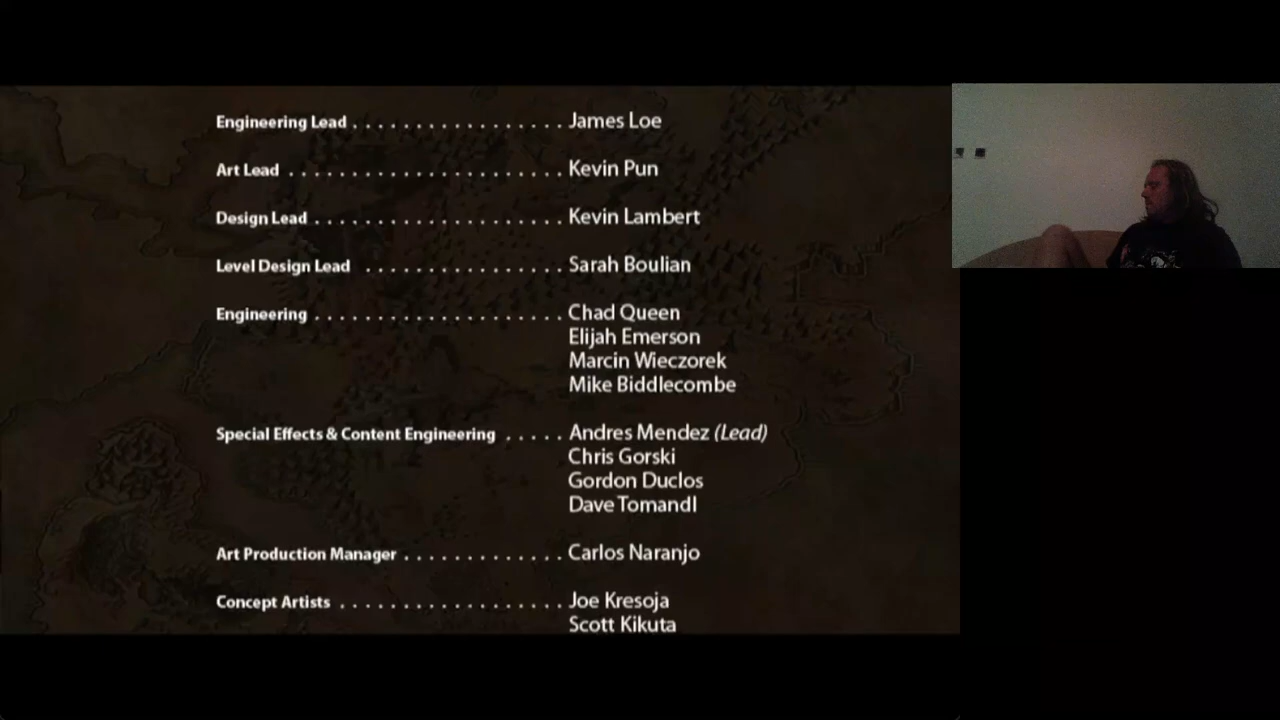 Engineering Lead . . . . . . . . . . . . . . . . . James Loe
Art Lead . . . . . . . . . . . . . . . . . . . . . . Kevin Pun
Design Lead . . . . . . . . . . . . . . . . . . . . Kevin Lambert
Level Design Lead . . . . . . . . . . . . . . . . Sarah Boulian
Engineering . . . . . . . . . . . . . . . . . . . . Chad Queen
Elijah Emerson
Marcin Wieczorek
Mike Biddlecombe
Special Effects & Content Engineering . . . . . Andres Mendez (Lead)
Chris Gorski
Gordon Duclos
Dave Tomandl
Art Production Manager . . . . . . . . . . . . . Carlos Naranjo
Concept Artists . . . . . . . . . . . . . . . . . . Joe Kresoja
Scott Kikuta